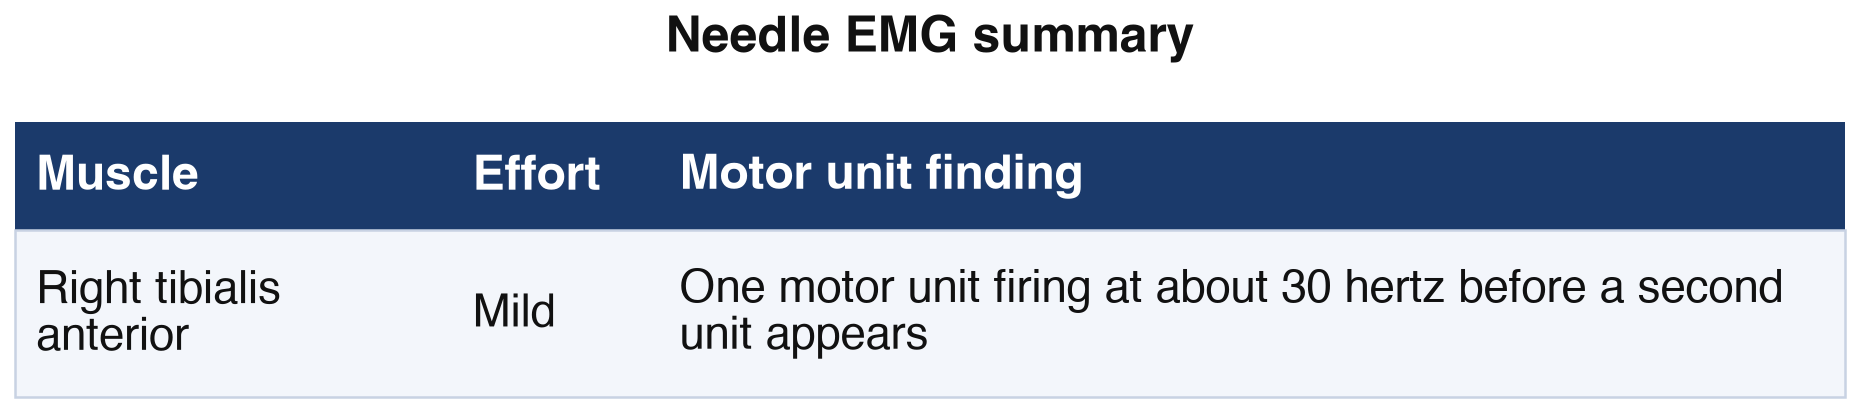 Needle EMG summary
Muscle Effort Motor unit finding
Right tibialis
anterior
Mild
One motor unit firing at about 30 hertz before a second
unit appears